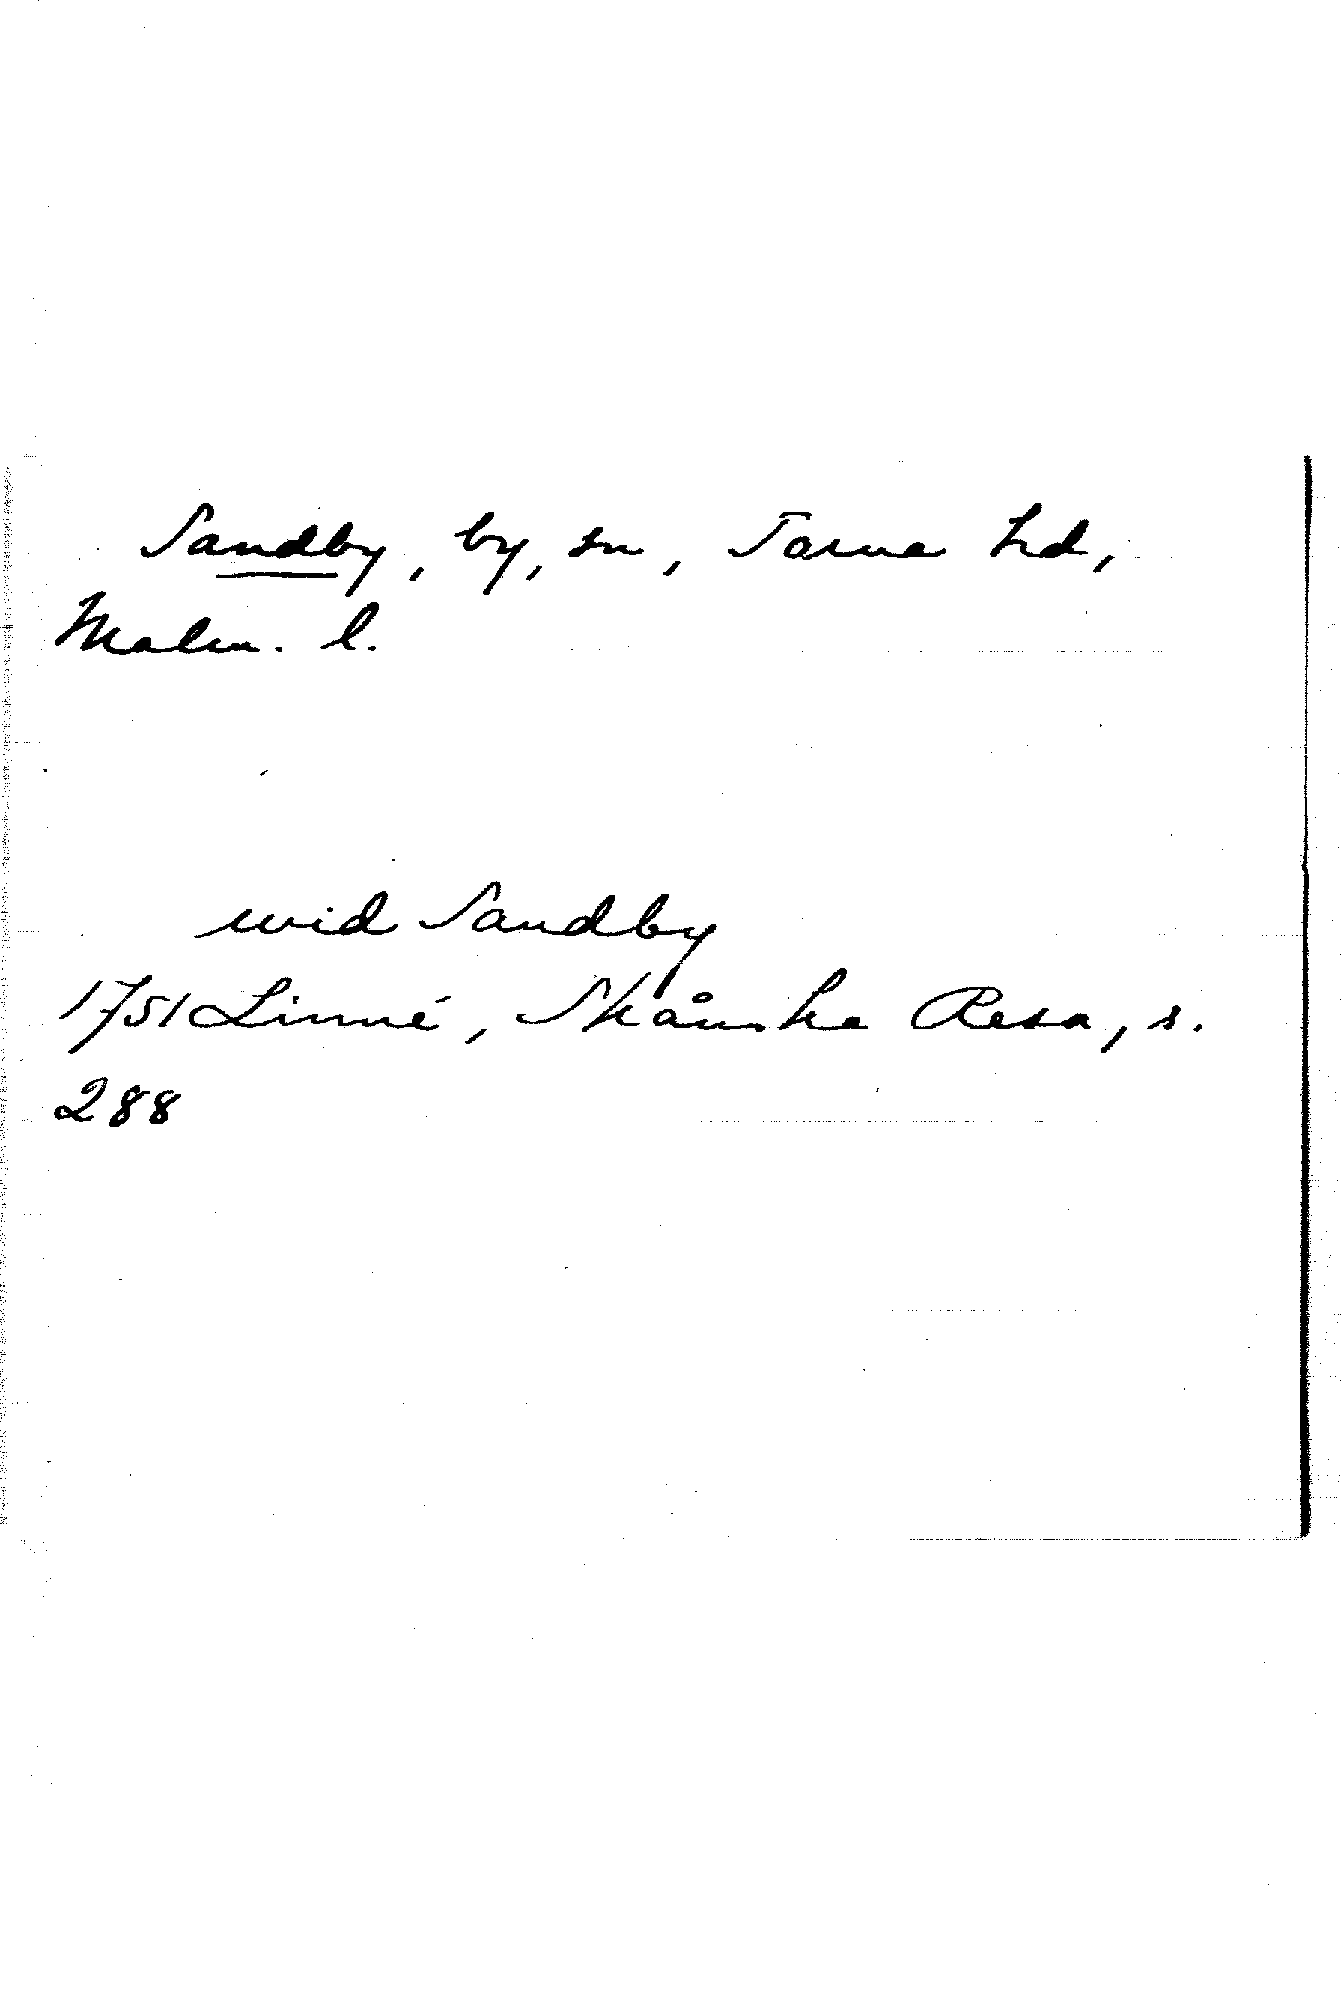 Sandby, by, sn, Torna hd,
Malm. l.
wid Sandby
1751 Linné, Skånska Resa, s.
288